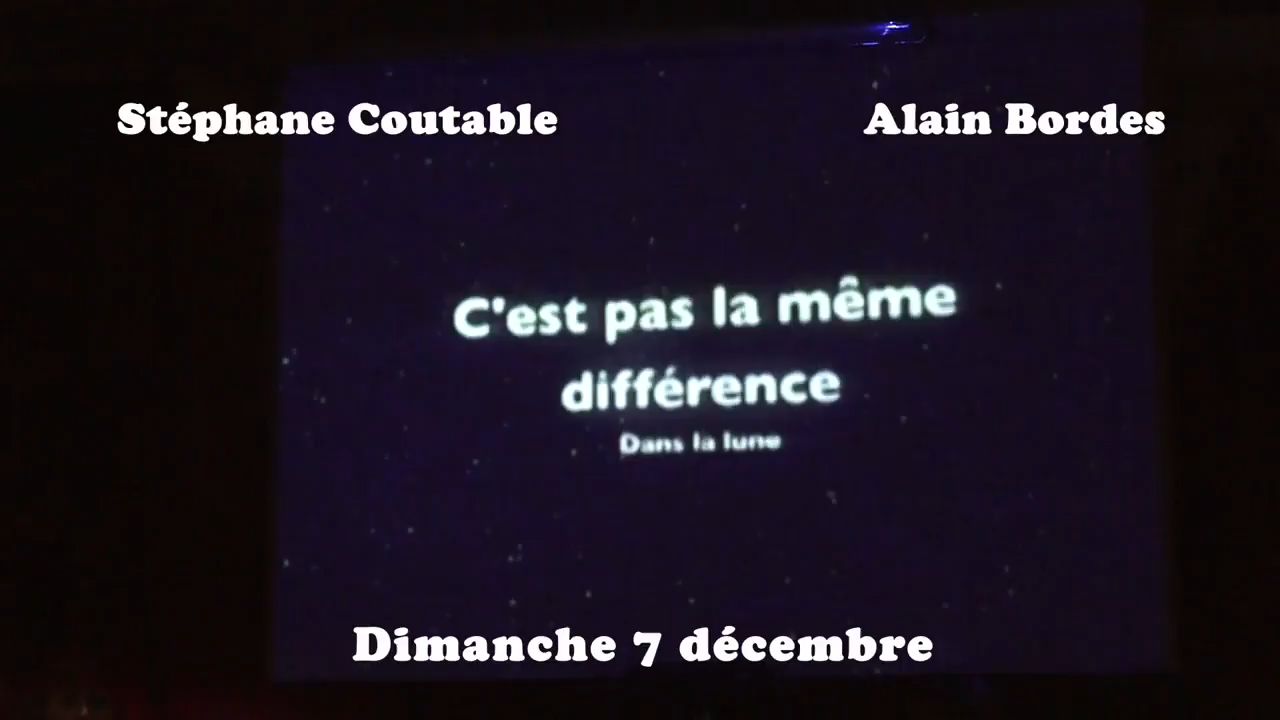 Stéphane Coutable
Alain Bordes
C'est pas la même
différence
Dans la lune
Dimanche 7 décembre